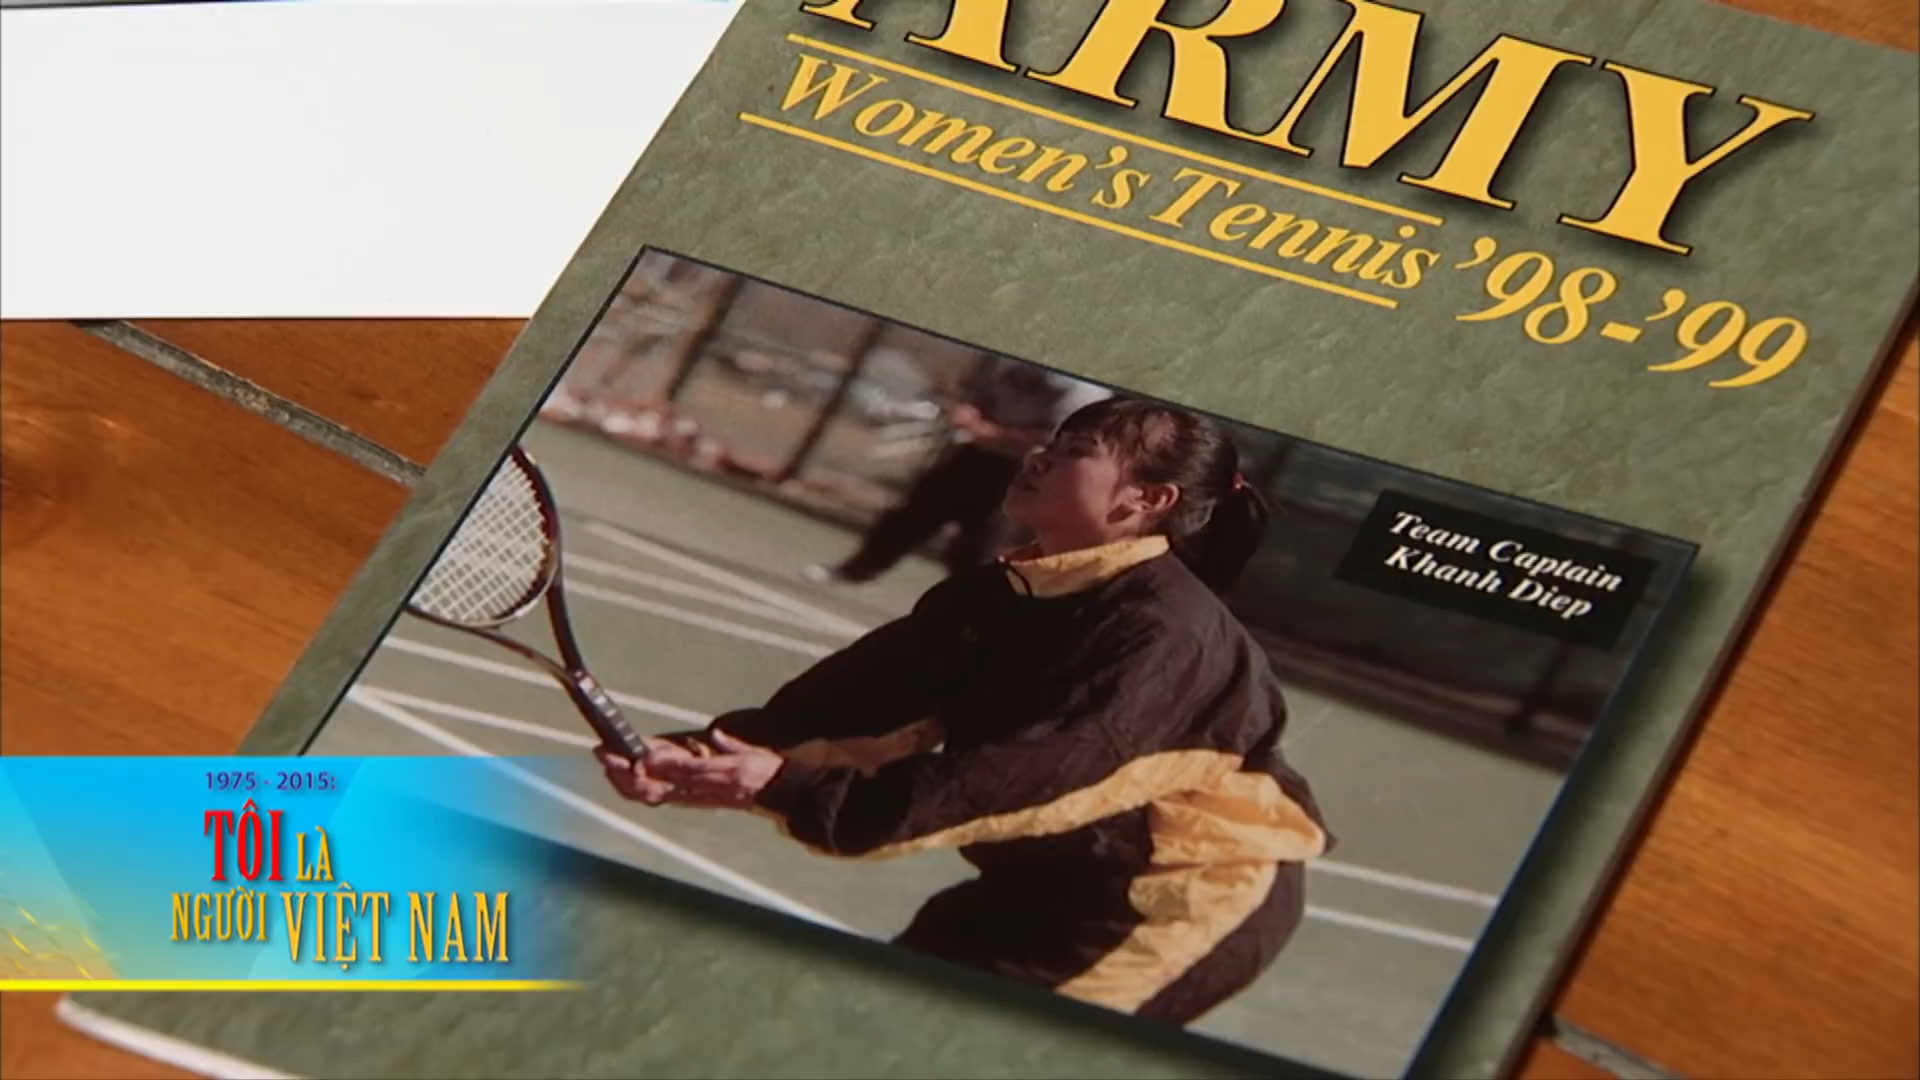 ARMY
Women's Tennis '98-'99
Team Captain
Khanh Diep
1975 - 2015:
TÔI LÀ
NGƯỜI VIỆT NAM